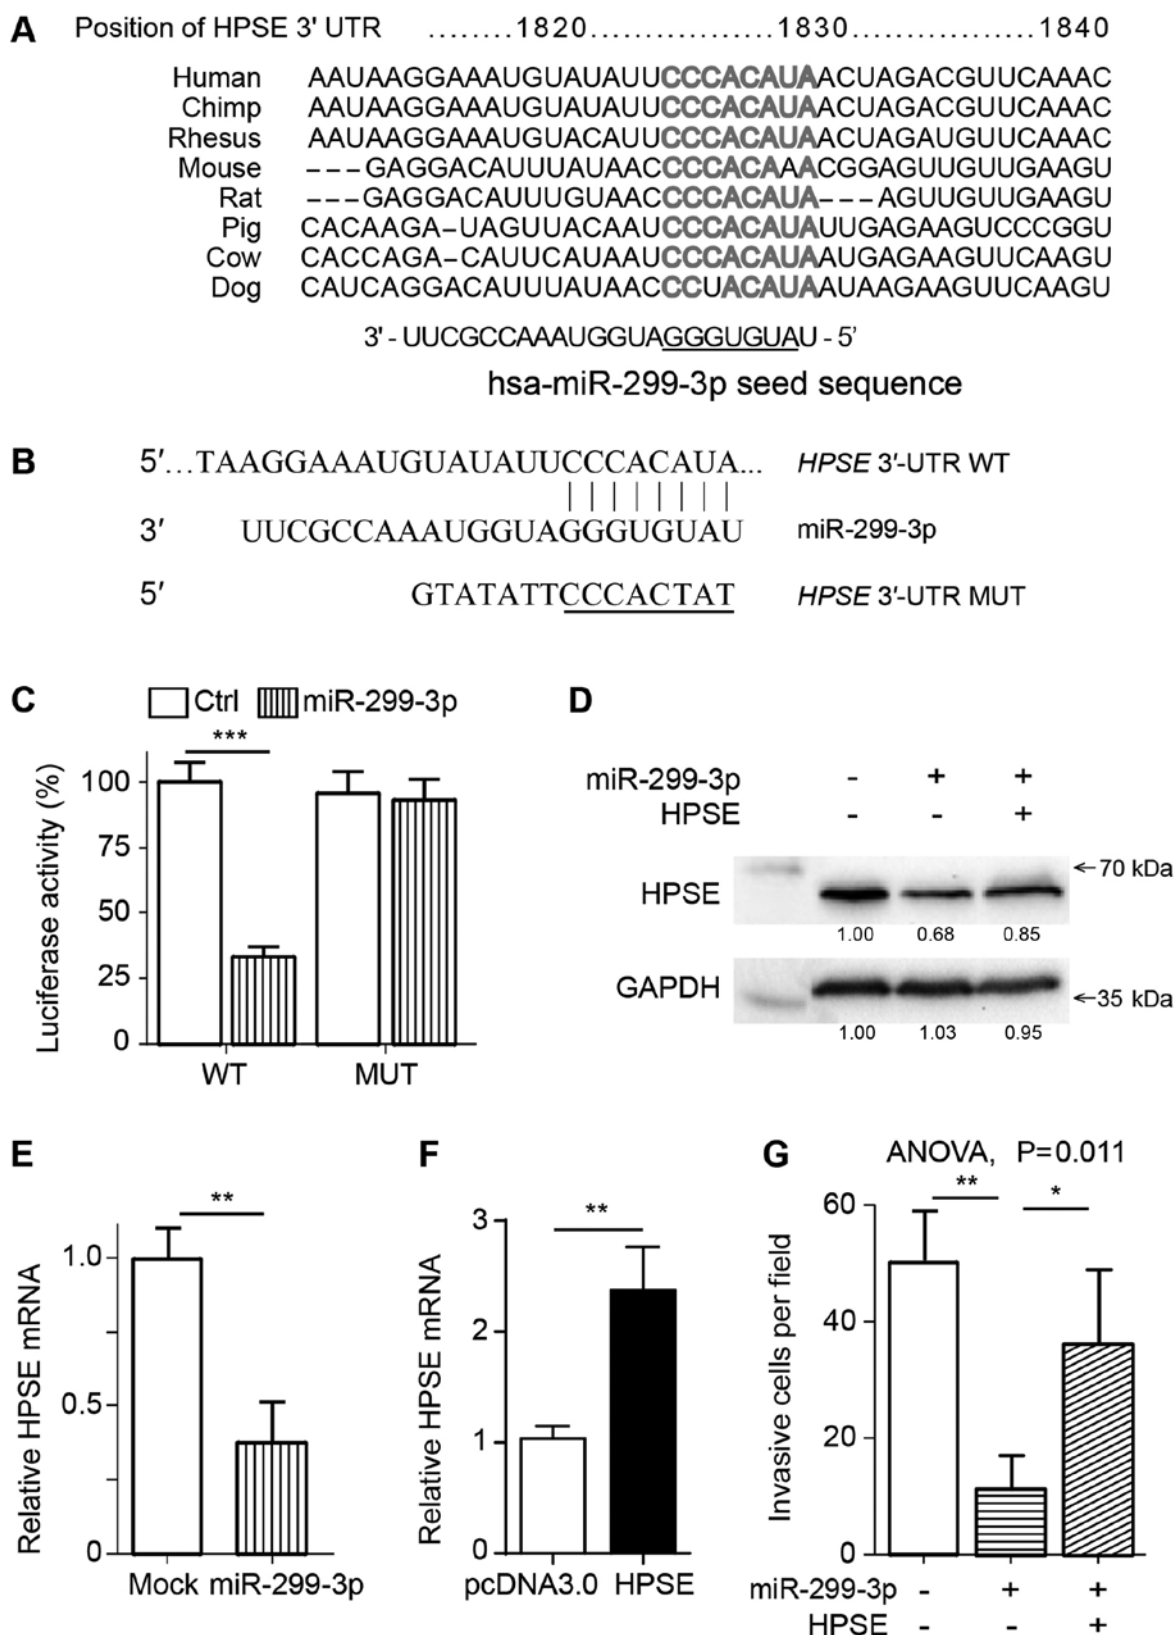 A Position of HPSE 3' UTR ........1820.................1830.................1840
Human AAUAAGGAAAUGUAUAUUCCCACAUAACUAGACGUUCAAAC
Chimp AAUAAGGAAAUGUAUAUUCCCACAUAACUAGACGUUCAAAC
Rhesus AAUAAGGAAAUGUACAUUCCCACAUAACUAGAUGUUCAAAC
Mouse ---GAGGACAUUUAUAACCCCACAAACGGAGUUGUUGAAGU
Rat ---GAGGACAUUUGUAACCCCACAUA---AGUUGUUGAAGU
Pig CACAAGA-UAGUUACAAUCCCACAUAUUGAGAAGUCCCGGU
Cow CACCAGA-CAUUCAUAAUCCCACAUAAUGAGAAGUUCAAGU
Dog CAUCAGGACAUUUAUAACCCUACAUAAUAAGAAGUUCAAGU
3' - UUCGCCAAAUGGUAGGGUGUAU - 5'
hsa-miR-299-3p seed sequence
B
5′...TAAGGAAAUGUAUAUUCCCACAUA... HPSE 3′-UTR WT
3′ UUCGCCAAAUGGUAGGGUGUAU miR-299-3p
5′ GTATATTCCCACTAT HPSE 3′-UTR MUT
C
Ctrl miR-299-3p
***
Luciferase activity (%)
100
75
50
25
0
WT MUT
D
miR-299-3p - + +
HPSE - - +
HPSE ←70 kDa
1.00 0.68 0.85
GAPDH ←35 kDa
1.00 1.03 0.95
E
**
Relative HPSE mRNA
1.0
0.5
0
Mock miR-299-3p
F
**
Relative HPSE mRNA
3
2
1
0
pcDNA3.0 HPSE
G
ANOVA, P=0.011
** *
Invasive cells per field
60
40
20
0
miR-299-3p - + +
HPSE - - +